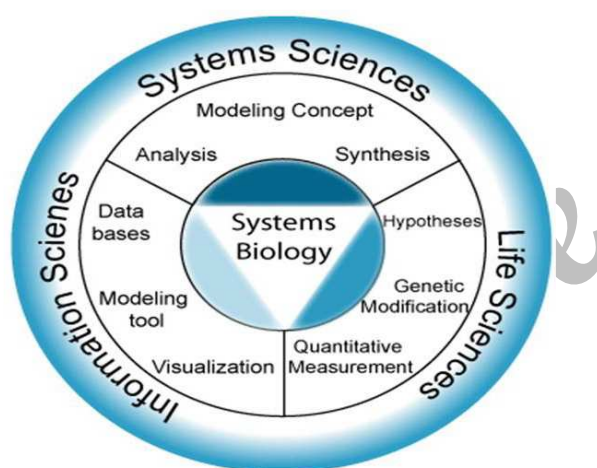 Systems Sciences
Modeling Concept
Analysis
Synthesis
Information Scienes
Data
bases
Modeling
tool
Visualization
Systems
Biology
Hypotheses
Genetic
Modification
Quantitative
Measurement
Life Sciences